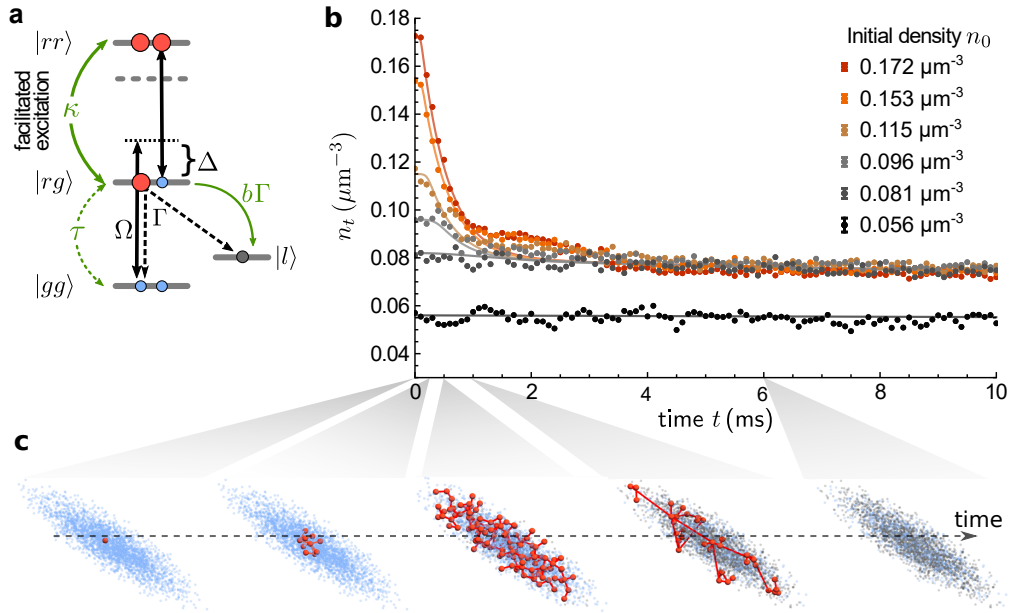 a
|rr⟩
facilitated
excitation
κ
Δ
|rg⟩
bΓ
τ
Ω
Γ
|l⟩
|gg⟩
b
0.18
0.16
0.14
0.12
0.10
0.08
0.06
0.04
n_t (μm⁻³)
0
2
4
6
8
10
time t (ms)
Initial density n₀
0.172 μm⁻³
0.153 μm⁻³
0.115 μm⁻³
0.096 μm⁻³
0.081 μm⁻³
0.056 μm⁻³
c
time